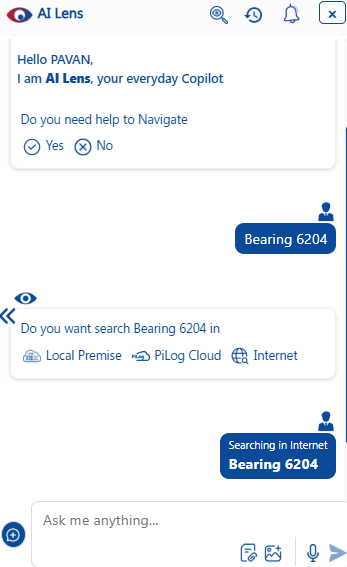 AI Lens
Hello PAVAN,
I am AI Lens, your everyday Copilot
Do you need help to Navigate
Yes No
Bearing 6204
Do you want search Bearing 6204 in
Local Premise PiLog Cloud Internet
Searching in Internet
Bearing 6204
Ask me anything...